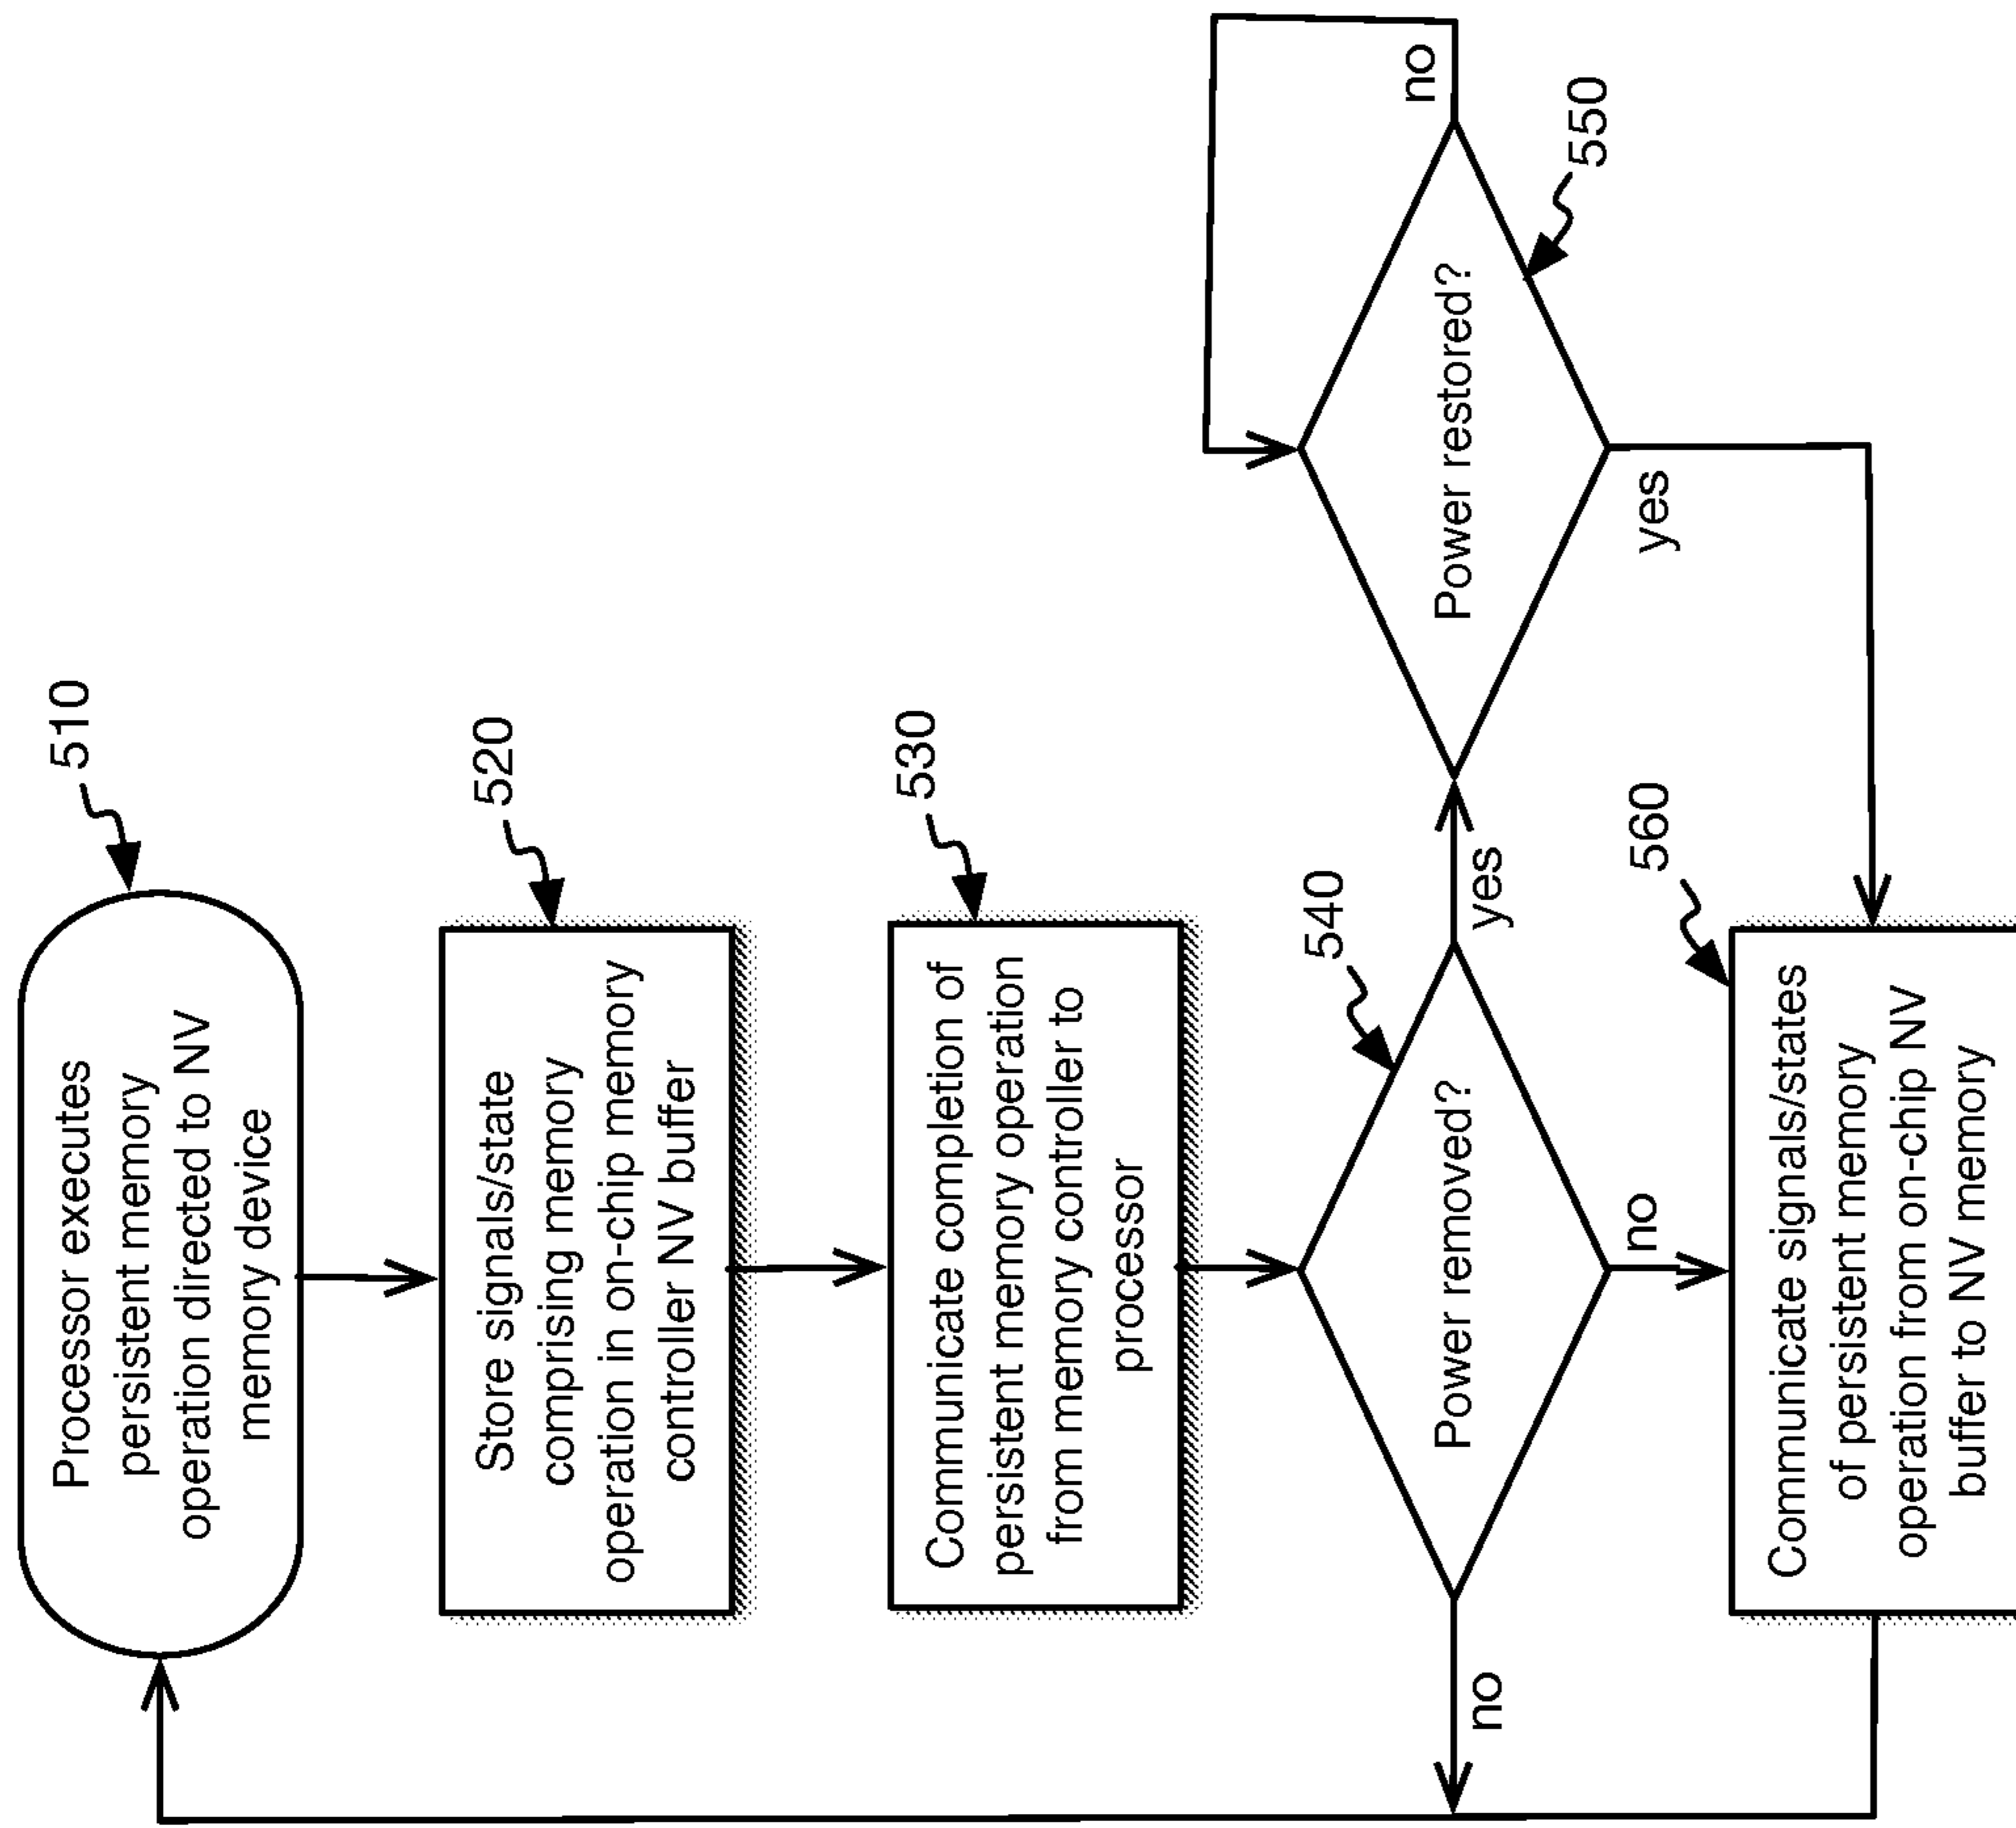 510
Processor executes
persistent memory
operation directed to NV
memory device
520
Store signals/state
comprising memory
operation in on-chip memory
controller NV buffer
530
Communicate completion of
persistent memory operation
from memory controller to
processor
540
Power removed?
yes
no
no
550
Power restored?
no
yes
560
Communicate signals/states
of persistent memory
operation from on-chip NV
buffer to NV memory